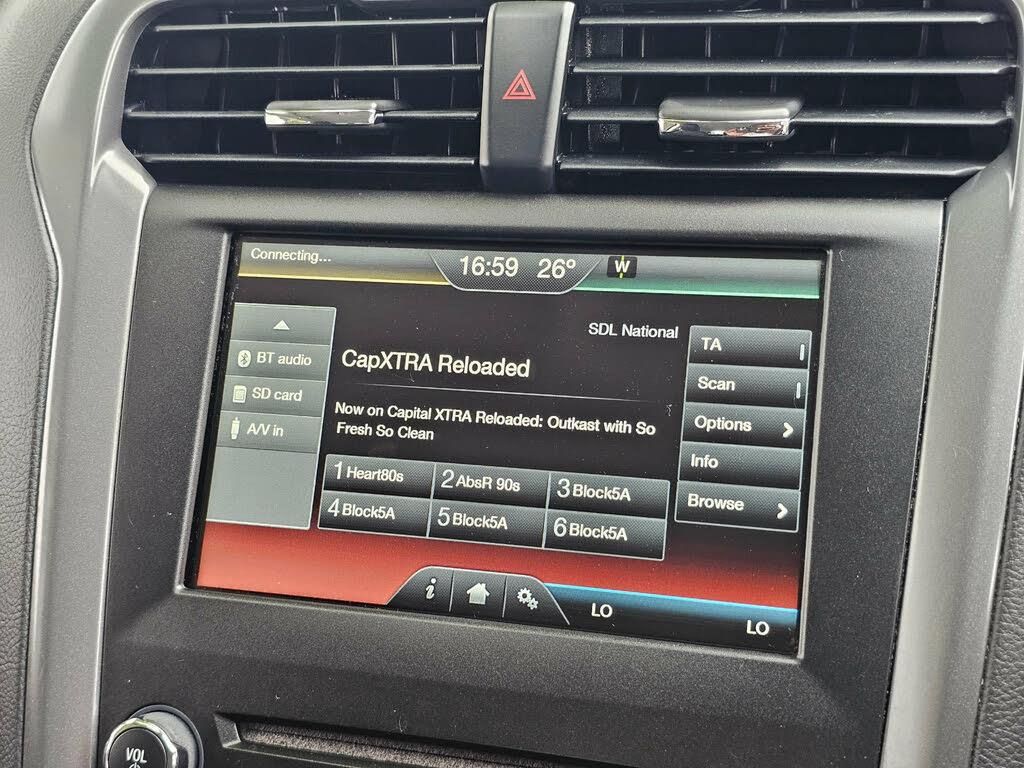 Connecting...
16:59 26° W
SDL National
CapXTRA Reloaded
Now on Capital XTRA Reloaded: Outkast with So
Fresh So Clean
BT audio
SD card
A/V in
1 Heart80s
2 AbsR 90s
3 Block5A
4 Block5A
5 Block5A
6 Block5A
TA
Scan
Options
Info
Browse
i
LO
LO
VOL